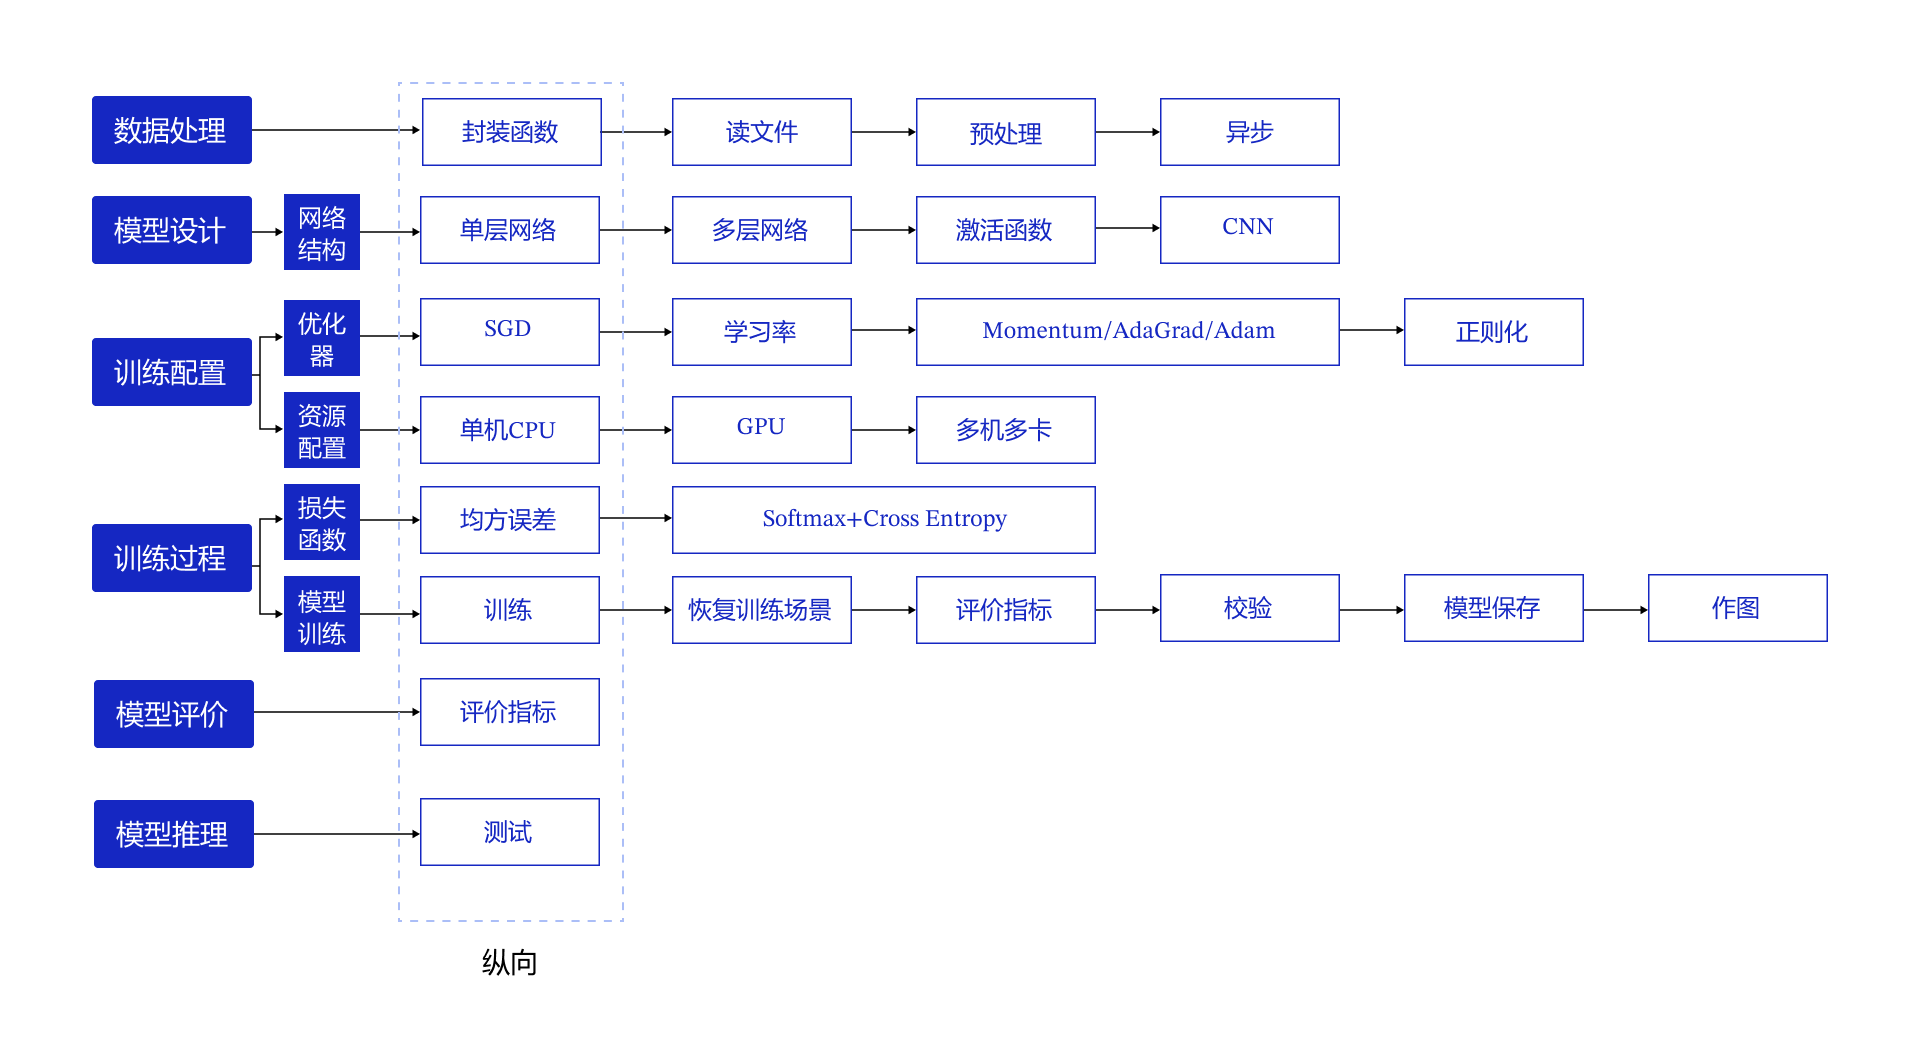 数据处理
封装函数
读文件
预处理
异步
模型设计
网络
结构
单层网络
多层网络
激活函数
CNN
训练配置
优化
器
SGD
学习率
Momentum/AdaGrad/Adam
正则化
资源
配置
单机CPU
GPU
多机多卡
训练过程
损失
函数
均方误差
Softmax+Cross Entropy
模型
训练
训练
恢复训练场景
评价指标
校验
模型保存
作图
模型评价
评价指标
模型推理
测试
纵向